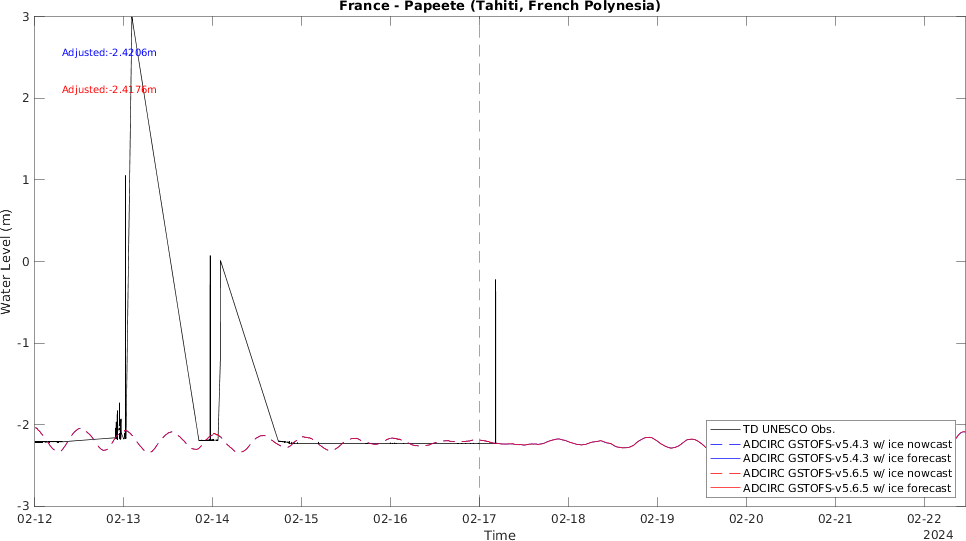 France - Papeete (Tahiti, French Polynesia)
3
Adjusted:-2.4206m
Adjusted:-2.4176m
2
1
0
-1
-2
-3
Water Level (m)
TD UNESCO Obs.
ADCIRC GSTOFS-v5.4.3 w/ ice nowcast
ADCIRC GSTOFS-v5.4.3 w/ ice forecast
ADCIRC GSTOFS-v5.6.5 w/ ice nowcast
ADCIRC GSTOFS-v5.6.5 w/ ice forecast
02-12 02-13 02-14 02-15 02-16 02-17 02-18 02-19 02-20 02-21 02-22
Time
2024